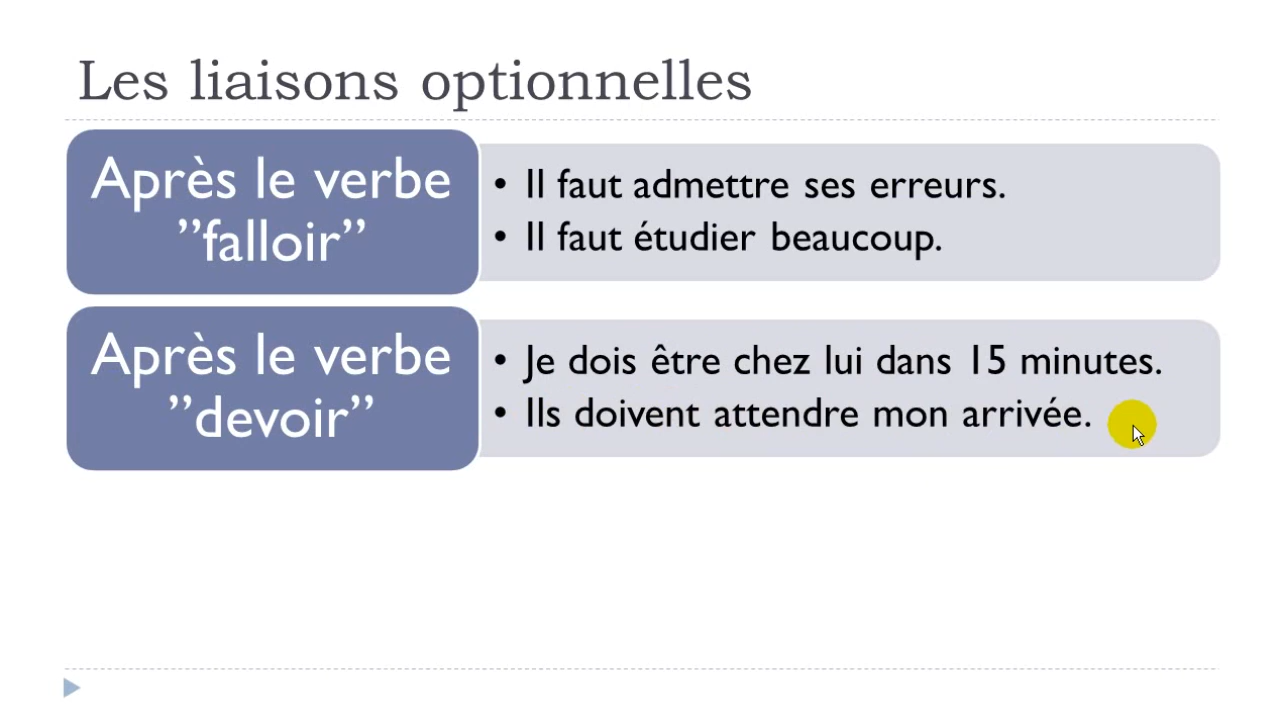 Les liaisons optionnelles
Après le verbe
”falloir”
• Il faut admettre ses erreurs.
• Il faut étudier beaucoup.
Après le verbe
”devoir”
• Je dois être chez lui dans 15 minutes.
• Ils doivent attendre mon arrivée.